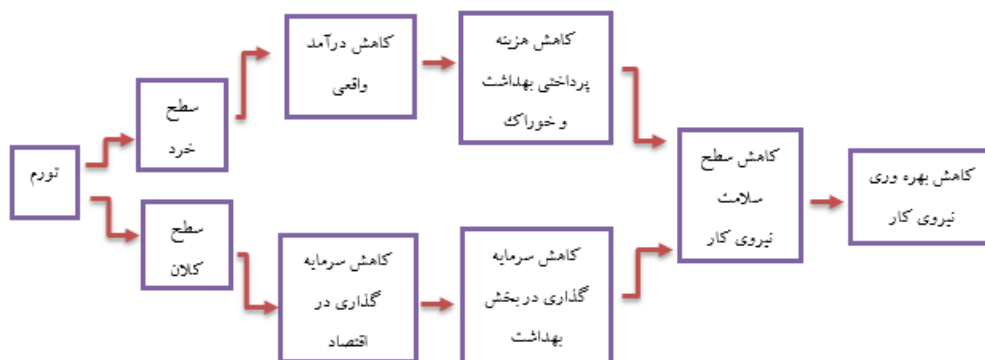 تورم
سطح
خرد
کاهش درآمد
واقعی
کاهش هزینه
پرداختی بهداشت
و خوراک
سطح
کلان
کاهش سرمایه
گذاری در
اقتصاد
کاهش سرمایه
گذاری در بخش
بهداشت
کاهش سطح
سلامت
نیروی کار
کاهش بهره وری
نیروی کار